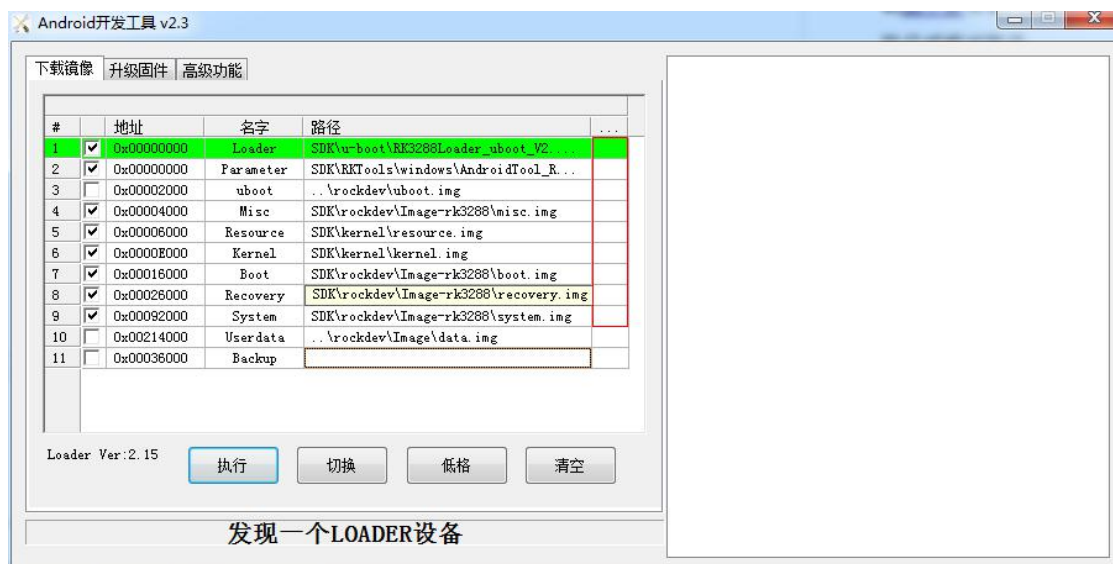 Android开发工具 v2.3
下载镜像 升级固件 高级功能
# 地址 名字 路径 ...
1 0x00000000 Loader SDK\u-boot\RK3288Loader_uboot_V2....
2 0x00000000 Parameter SDK\RKTools\windows\AndroidTool_R...
3 0x00002000 uboot ..\rockdev\uboot.img
4 0x00004000 Misc SDK\rockdev\Image-rk3288\misc.img
5 0x00006000 Resource SDK\kernel\resource.img
6 0x0000E000 Kernel SDK\kernel\kernel.img
7 0x00016000 Boot SDK\rockdev\Image-rk3288\boot.img
8 0x00026000 Recovery SDK\rockdev\Image-rk3288\recovery.img
9 0x00092000 System SDK\rockdev\Image-rk3288\system.img
10 0x00214000 Userdata ..\rockdev\Image\data.img
11 0x00036000 Backup
Loader Ver:2.15 执行 切换 低格 清空
发现一个LOADER设备